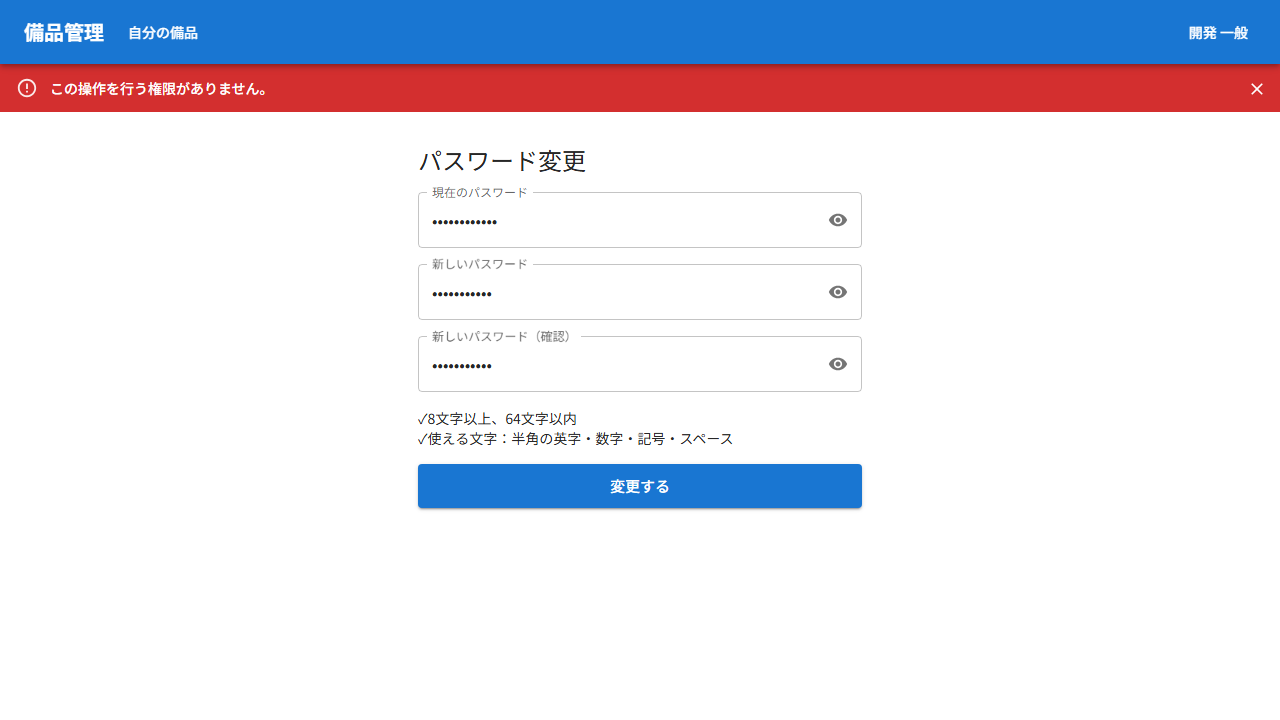 備品管理 自分の備品 開発 一般
この操作を行う権限がありません。
パスワード変更
現在のパスワード
••••••••••••
新しいパスワード
•••••••••••
新しいパスワード（確認）
•••••••••••
✓8文字以上、64文字以内
✓使える文字：半角の英字・数字・記号・スペース
変更する